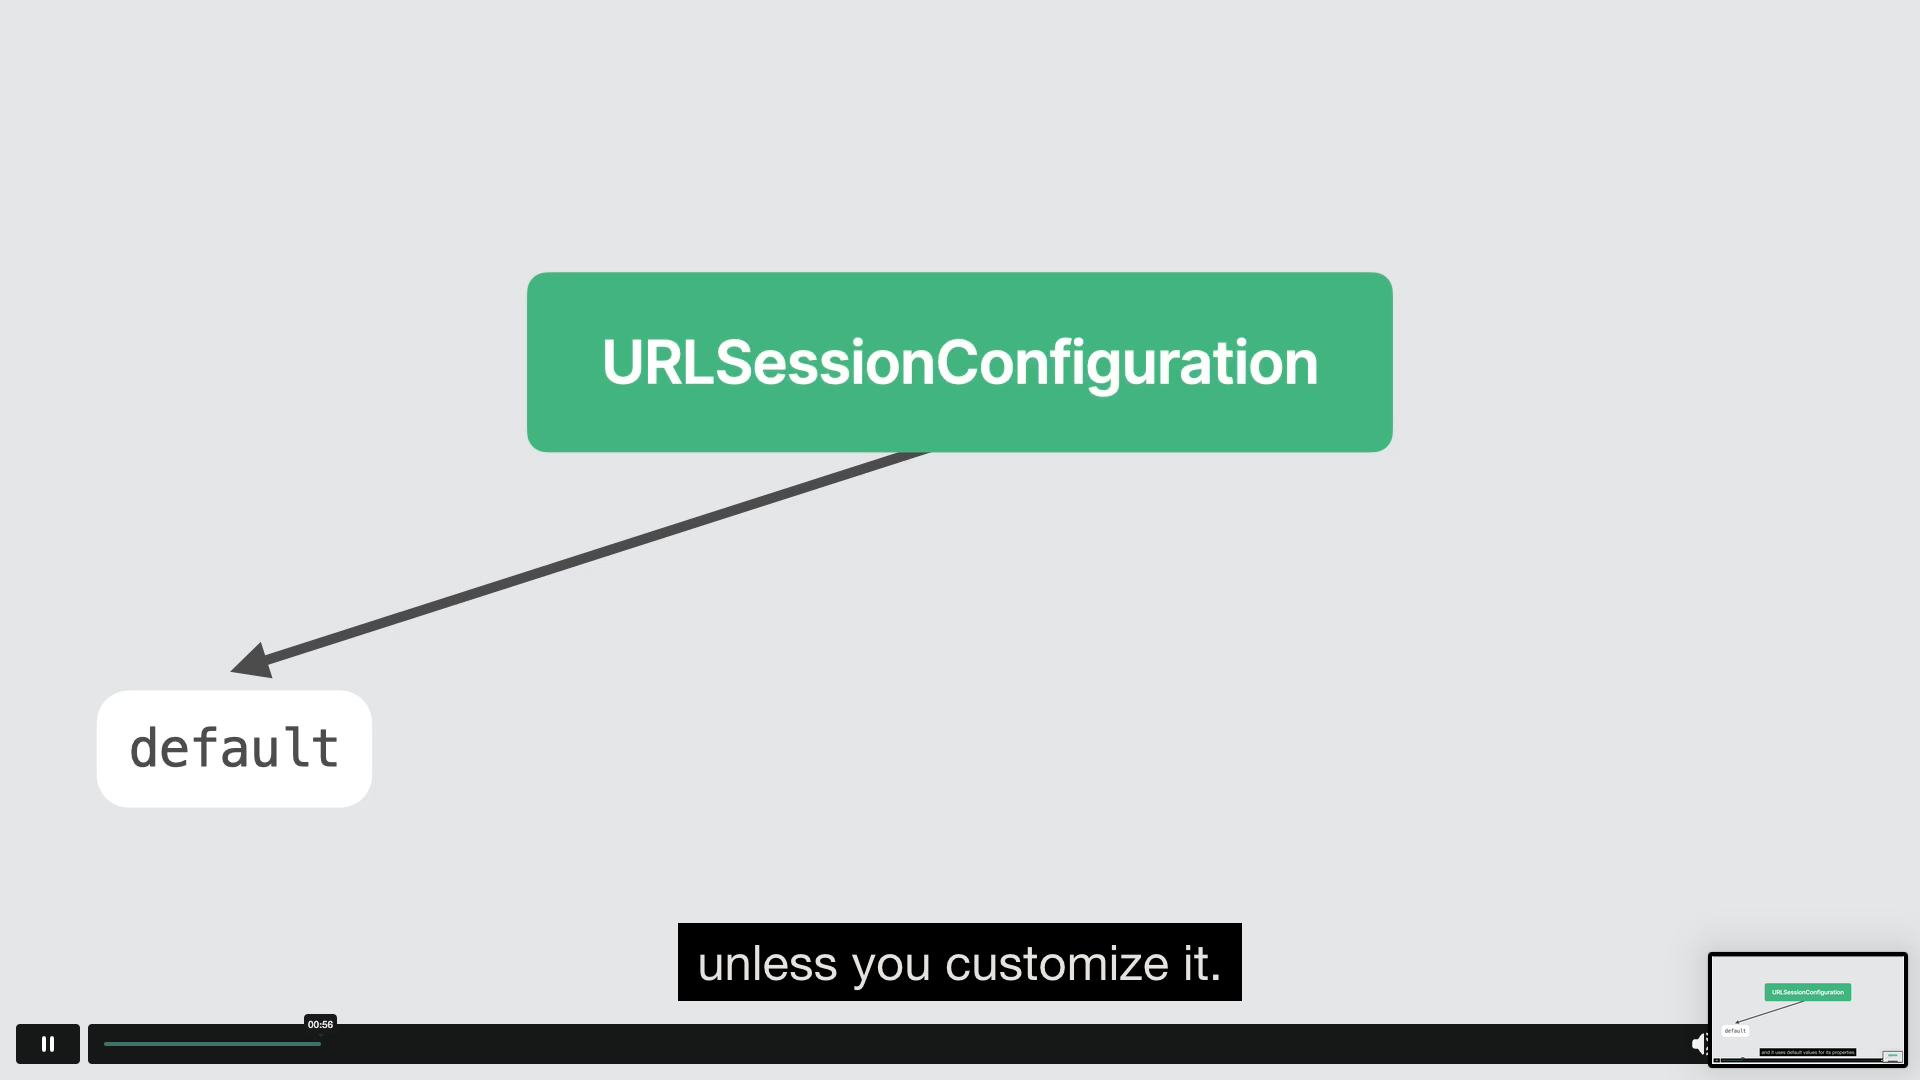 URLSessionConfiguration
default
unless you customize it.
00:56
URLSessionConfiguration
default
and it uses default values for its properties